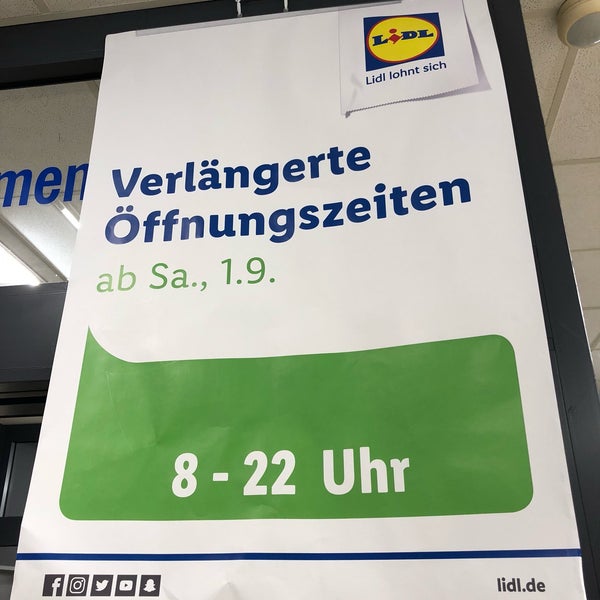 LIDL
Lidl lohnt sich
men
Verlängerte
Öffnungszeiten
ab Sa., 1.9.
8 - 22 Uhr
lidl.de